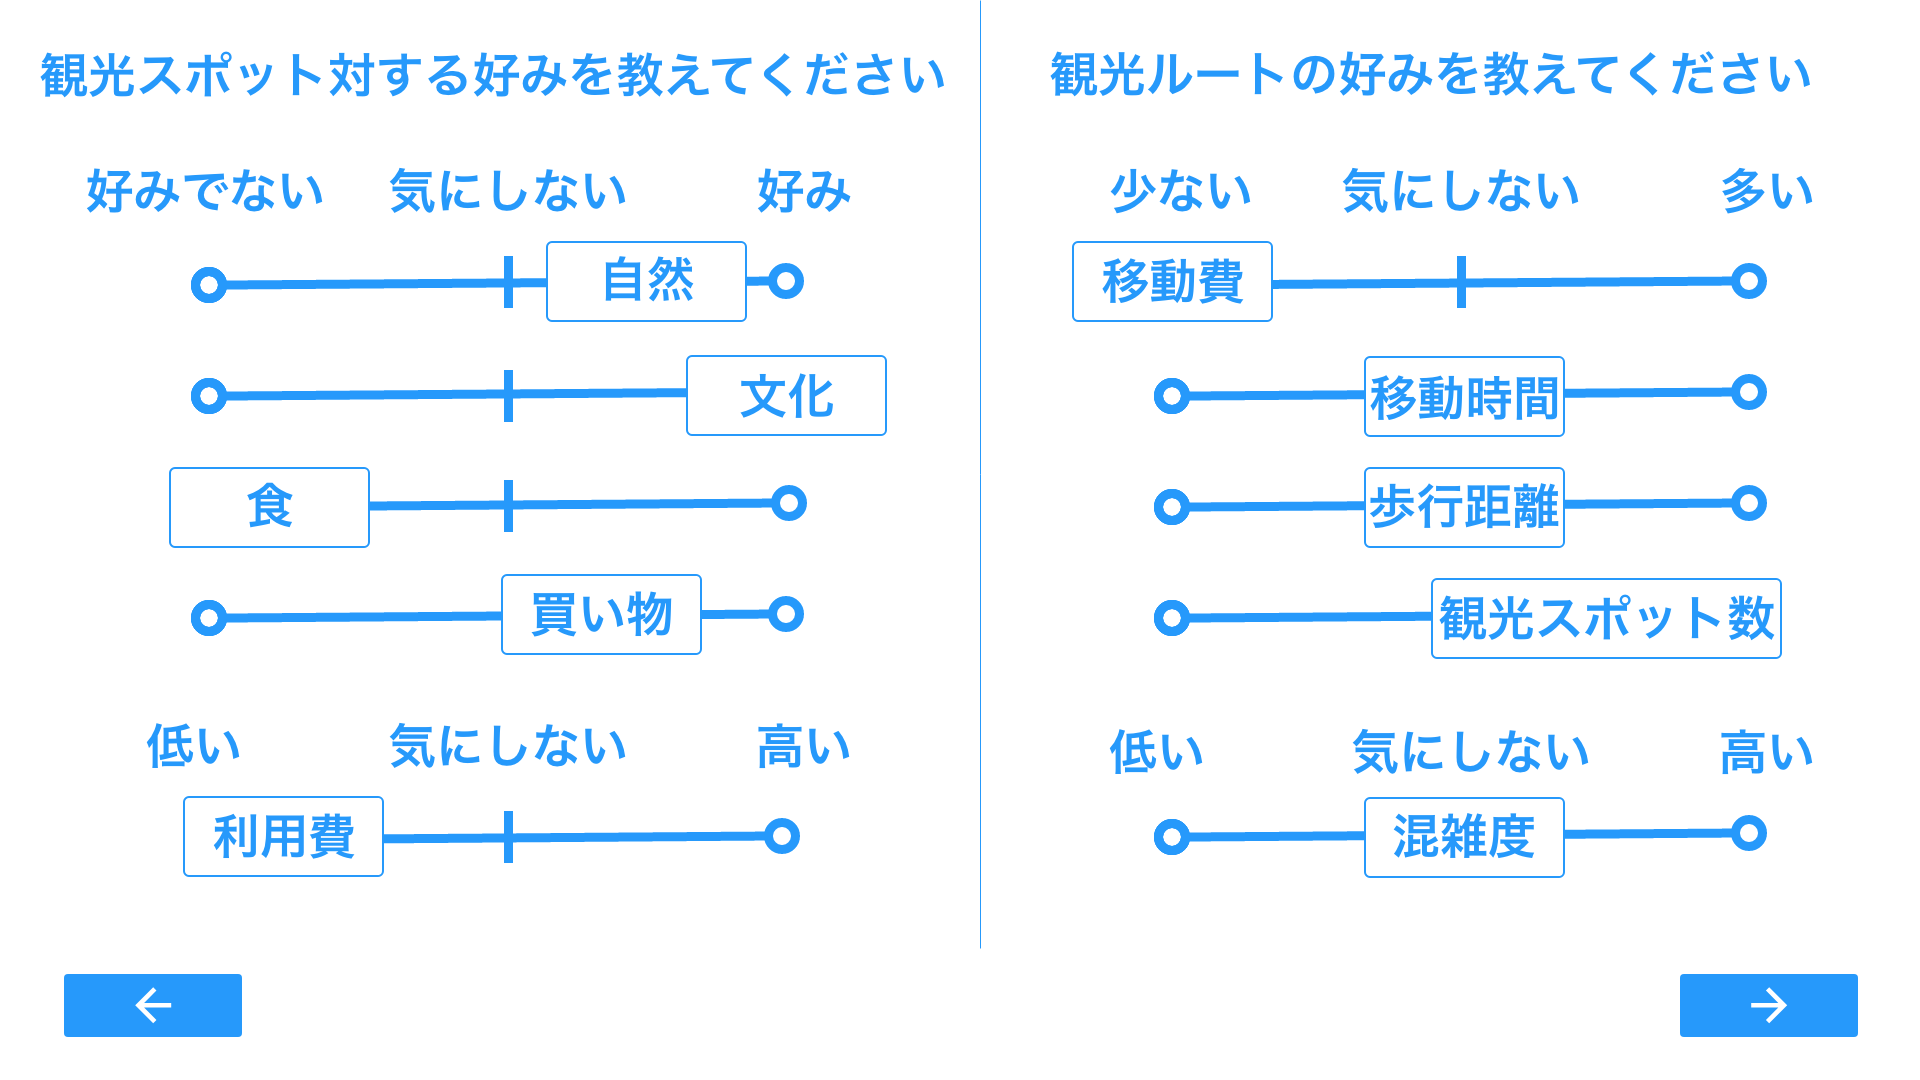 観光スポット対する好みを教えてください
好みでない 気にしない 好み
自然
文化
食
買い物
低い 気にしない 高い
利用費
観光ルートの好みを教えてください
少ない 気にしない 多い
移動費
移動時間
歩行距離
観光スポット数
低い 気にしない 高い
混雑度